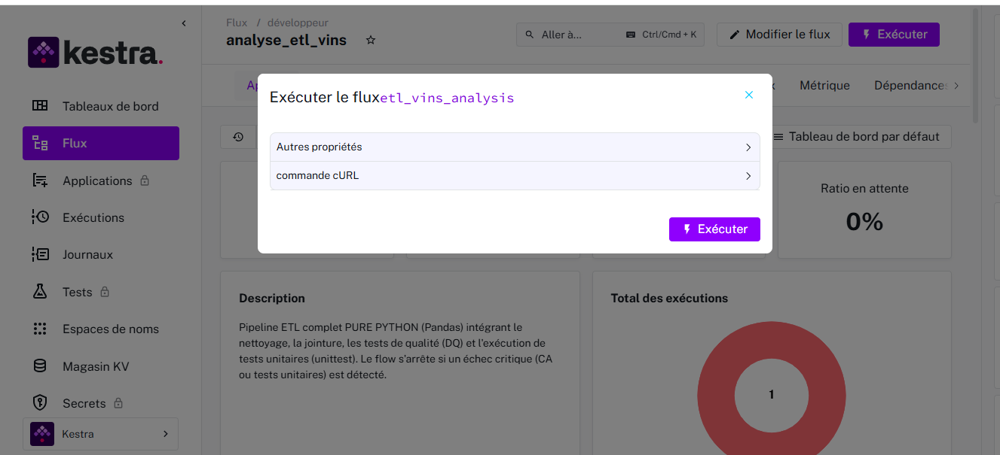 Flux / développeur
analyse_etl_vins
Aller à...
Ctrl/Cmd + K
Modifier le flux
Exécuter
kestra.
Métrique
Dépendances
Exécuter le fluxetl_vins_analysis
Autres propriétés
commande cURL
Exécuter
Tableaux de bord
Flux
Applications
Exécutions
Journaux
Tests
Espaces de noms
Magasin KV
Secrets
Kestra
Tableau de bord par défaut
Ratio en attente
0%
Description
Pipeline ETL complet PURE PYTHON (Pandas) intégrant le
nettoyage, la jointure, les tests de qualité (DQ) et l'exécution de
tests unitaires (unittest). Le flow s'arrête si un échec critique (CA
ou tests unitaires) est détecté.
Total des exécutions
1